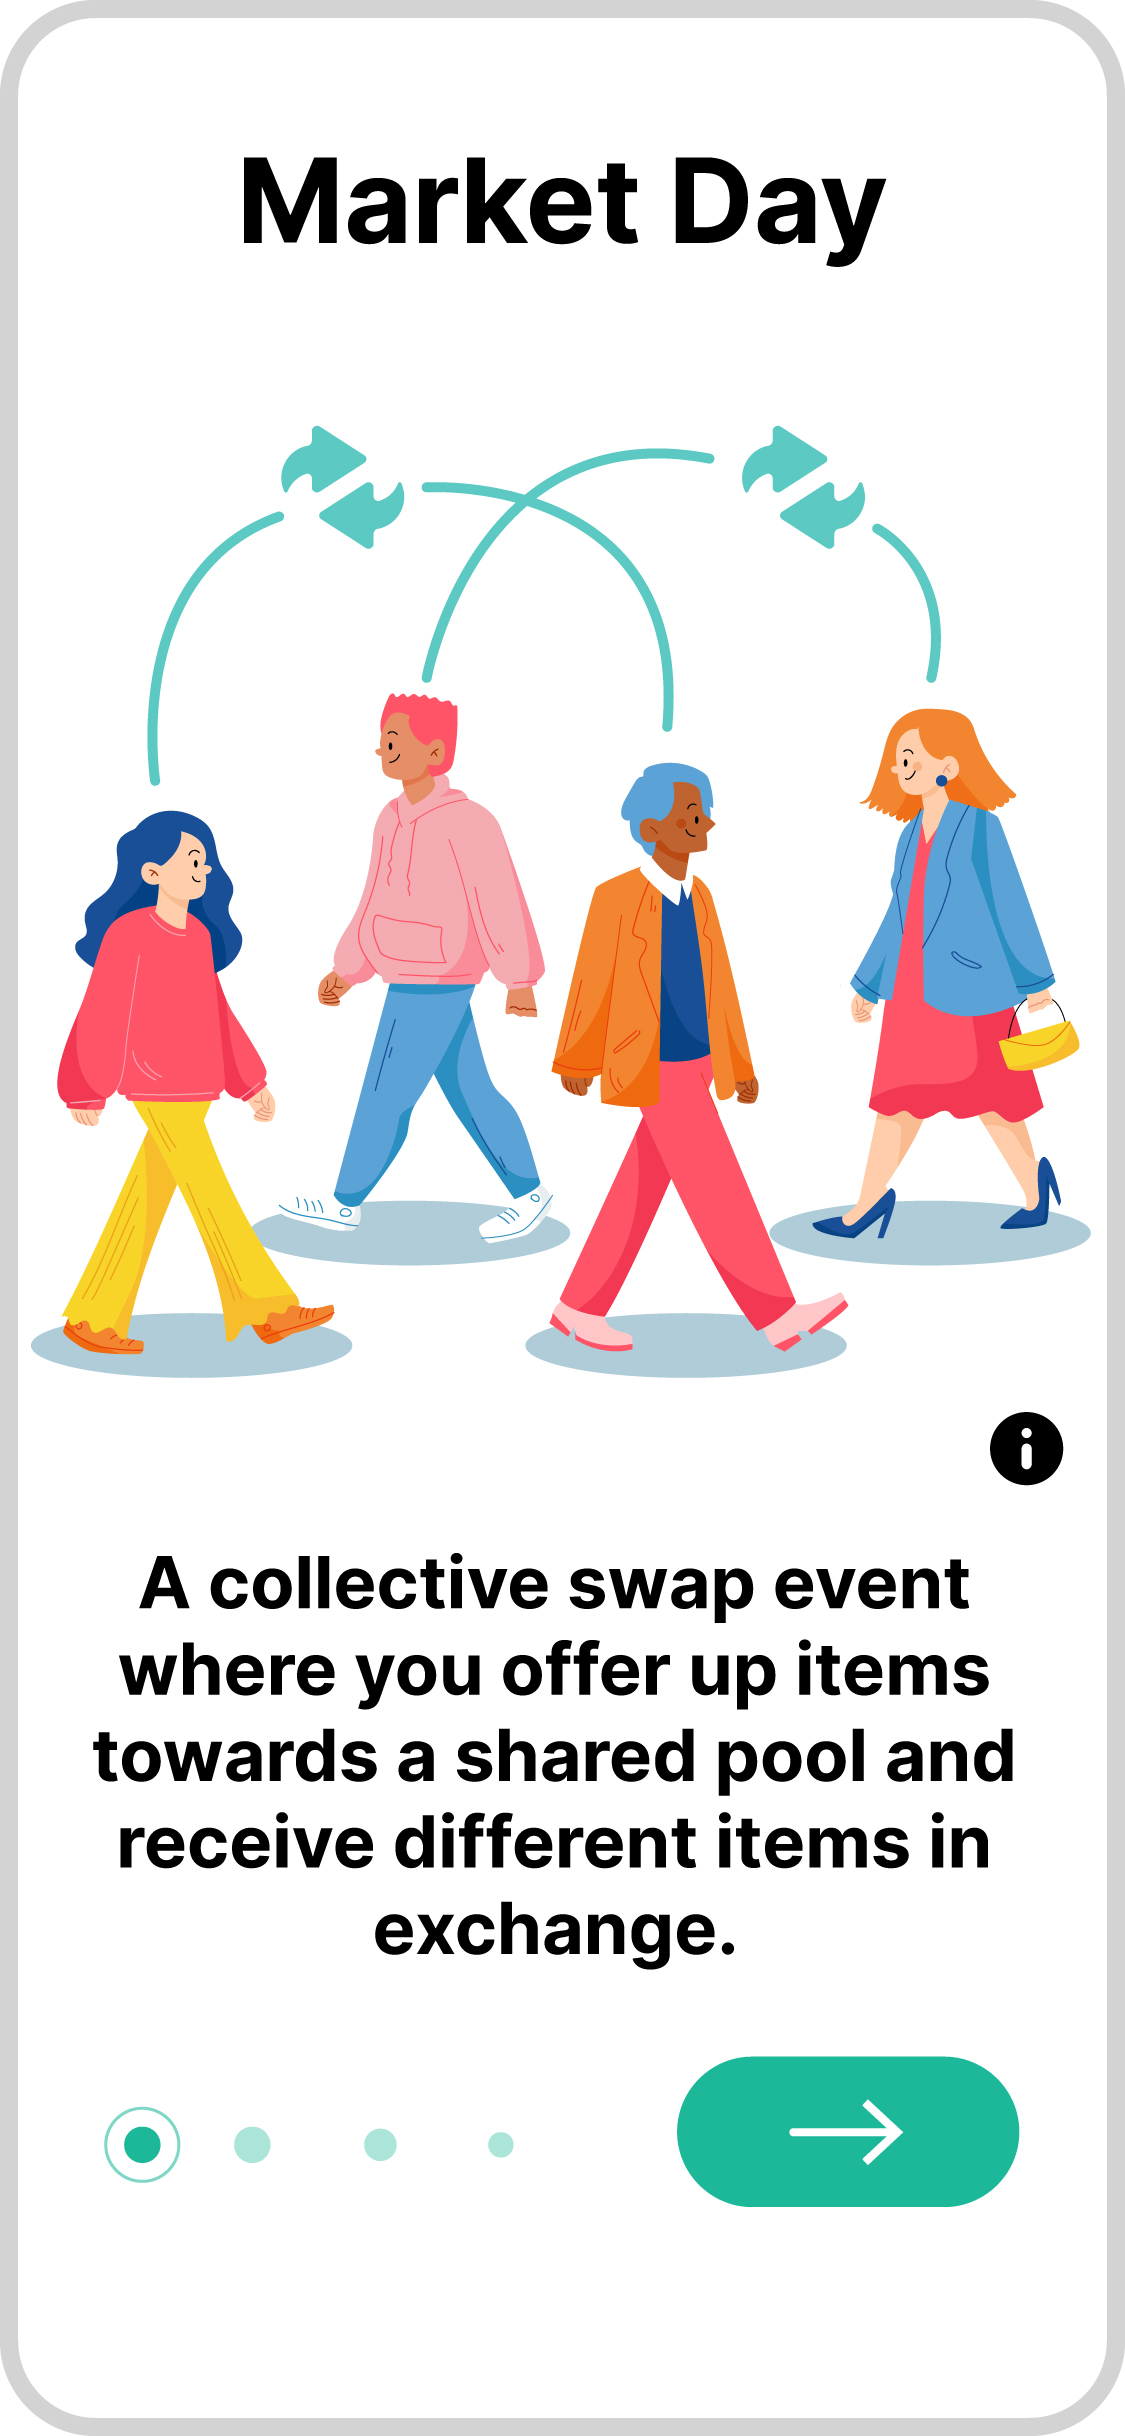 Market Day
A collective swap event
where you offer up items
towards a shared pool and
receive different items in
exchange.